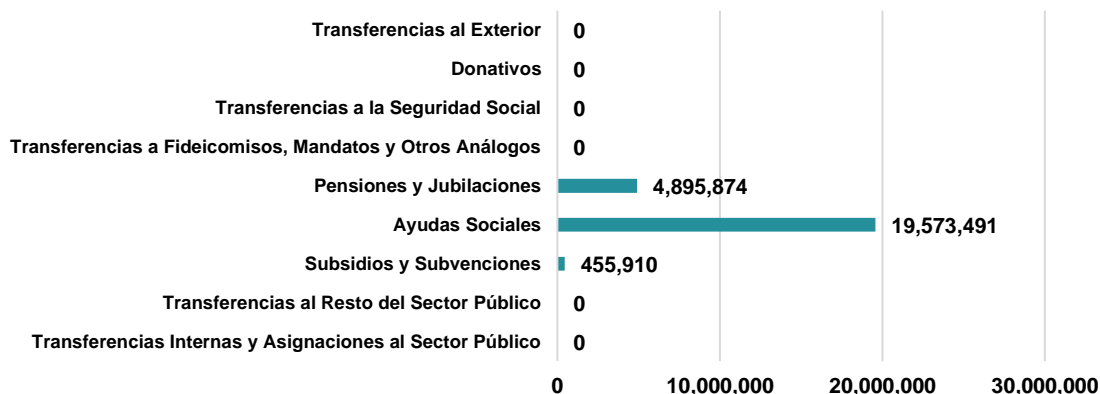 Transferencias al Exterior 0
Donativos 0
Transferencias a la Seguridad Social 0
Transferencias a Fideicomisos, Mandatos y Otros Análogos 0
Pensiones y Jubilaciones 4,895,874
Ayudas Sociales 19,573,491
Subsidios y Subvenciones 455,910
Transferencias al Resto del Sector Público 0
Transferencias Internas y Asignaciones al Sector Público 0
0 10,000,000 20,000,000 30,000,000